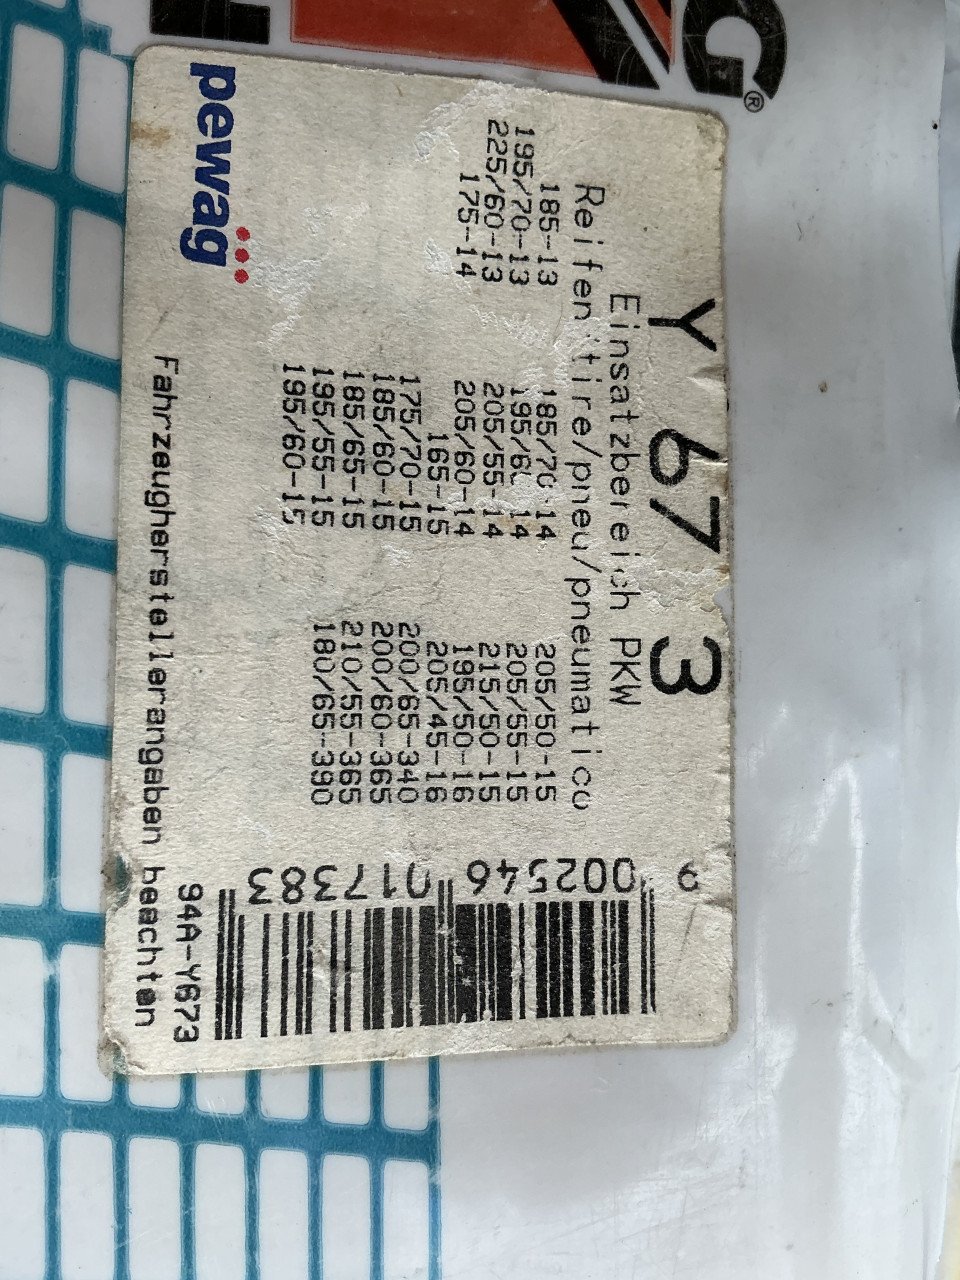 G®
Y 67 3
Einsatzbereich PKW
Reifen/tire/pneu/pneumatico
185-13 185/70-14 205/50-15
195/70-13 195/60-14 205/55-15
225/60-13 205/55-14 215/50-15
175-14 205/60-14 195/50-16
165-15 205/45-16
175/70-15 200/65-340
185/60-15 200/60-365
185/65-15 210/55-365
195/55-15 180/65-390
195/60-15
9 002546 017383
94A-Y673
pewag
Fahrzeugherstellerangaben beachten